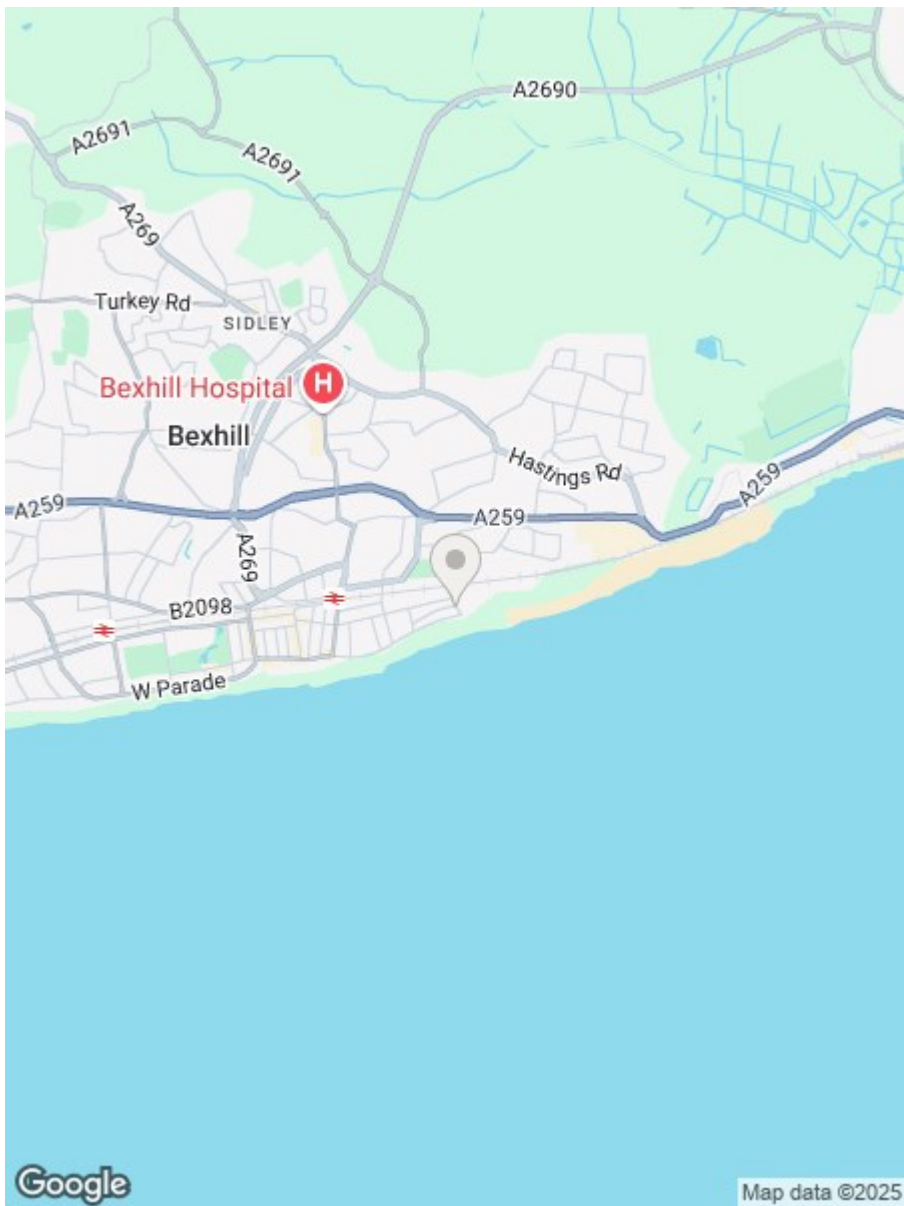 A2690
A2691
A2691
A269
Turkey Rd
SIDLEY
Bexhill Hospital
H
Bexhill
Hastings Rd
A259
A259
A259
A269
B2098
W Parade
Google
Map data ©2025